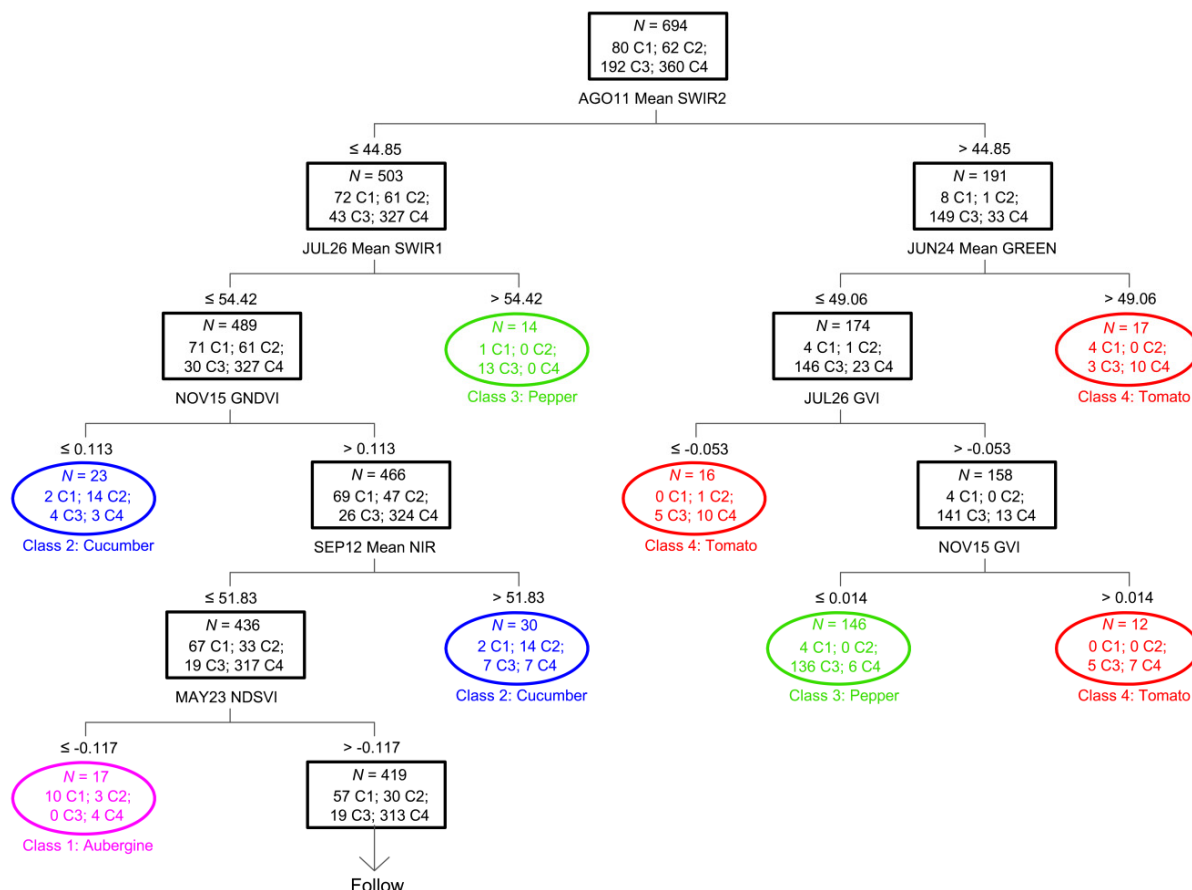 N = 694
80 C1; 62 C2;
192 C3; 360 C4
AGO11 Mean SWIR2
≤ 44.85
> 44.85
N = 503
72 C1; 61 C2;
43 C3; 327 C4
JUL26 Mean SWIR1
N = 191
8 C1; 1 C2;
149 C3; 33 C4
JUN24 Mean GREEN
≤ 54.42
> 54.42
≤ 49.06
> 49.06
N = 489
71 C1; 61 C2;
30 C3; 327 C4
NOV15 GNDVI
N = 14
1 C1; 0 C2;
13 C3; 0 C4
Class 3: Pepper
N = 174
4 C1; 1 C2;
146 C3; 23 C4
JUL26 GVI
N = 17
4 C1; 0 C2;
3 C3; 10 C4
Class 4: Tomato
≤ 0.113
> 0.113
≤ -0.053
> -0.053
N = 23
2 C1; 14 C2;
4 C3; 3 C4
Class 2: Cucumber
N = 466
69 C1; 47 C2;
26 C3; 324 C4
SEP12 Mean NIR
N = 16
0 C1; 1 C2;
5 C3; 10 C4
Class 4: Tomato
N = 158
4 C1; 0 C2;
141 C3; 13 C4
NOV15 GVI
≤ 51.83
> 51.83
≤ 0.014
> 0.014
N = 436
67 C1; 33 C2;
19 C3; 317 C4
MAY23 NDSVI
N = 30
2 C1; 14 C2;
7 C3; 7 C4
Class 2: Cucumber
N = 146
4 C1; 0 C2;
136 C3; 6 C4
Class 3: Pepper
N = 12
0 C1; 0 C2;
5 C3; 7 C4
Class 4: Tomato
≤ -0.117
> -0.117
N = 17
10 C1; 3 C2;
0 C3; 4 C4
Class 1: Aubergine
N = 419
57 C1; 30 C2;
19 C3; 313 C4
Follow